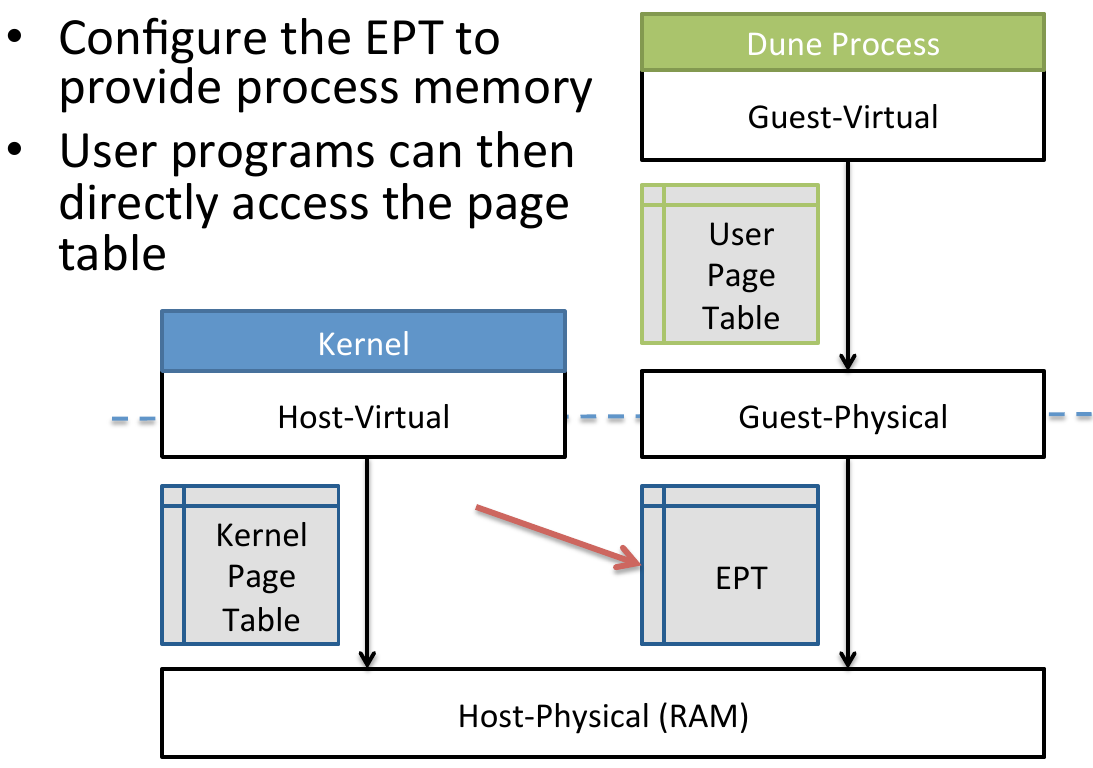 • Configure the EPT to
provide process memory
• User programs can then
directly access the page
table
Dune Process
Guest-Virtual
User
Page
Table
Kernel
Host-Virtual
Guest-Physical
Kernel
Page
Table
EPT
Host-Physical (RAM)